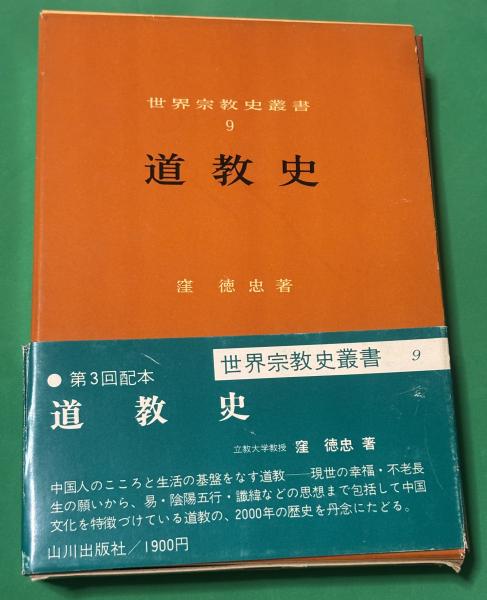 世界宗教史叢書
9
道教史
窪 徳忠著
世界宗教史叢書 9
●第3回配本
道教史
立教大学教授 窪 徳忠 著
中国人のこころと生活の基盤をなす道教──現世の幸福・不老長
生の願いから、易・陰陽五行・讖緯などの思想まで包括して中国
文化を特徴づけている道教の、2000年の歴史を丹念にたどる。
山川出版社/1900円